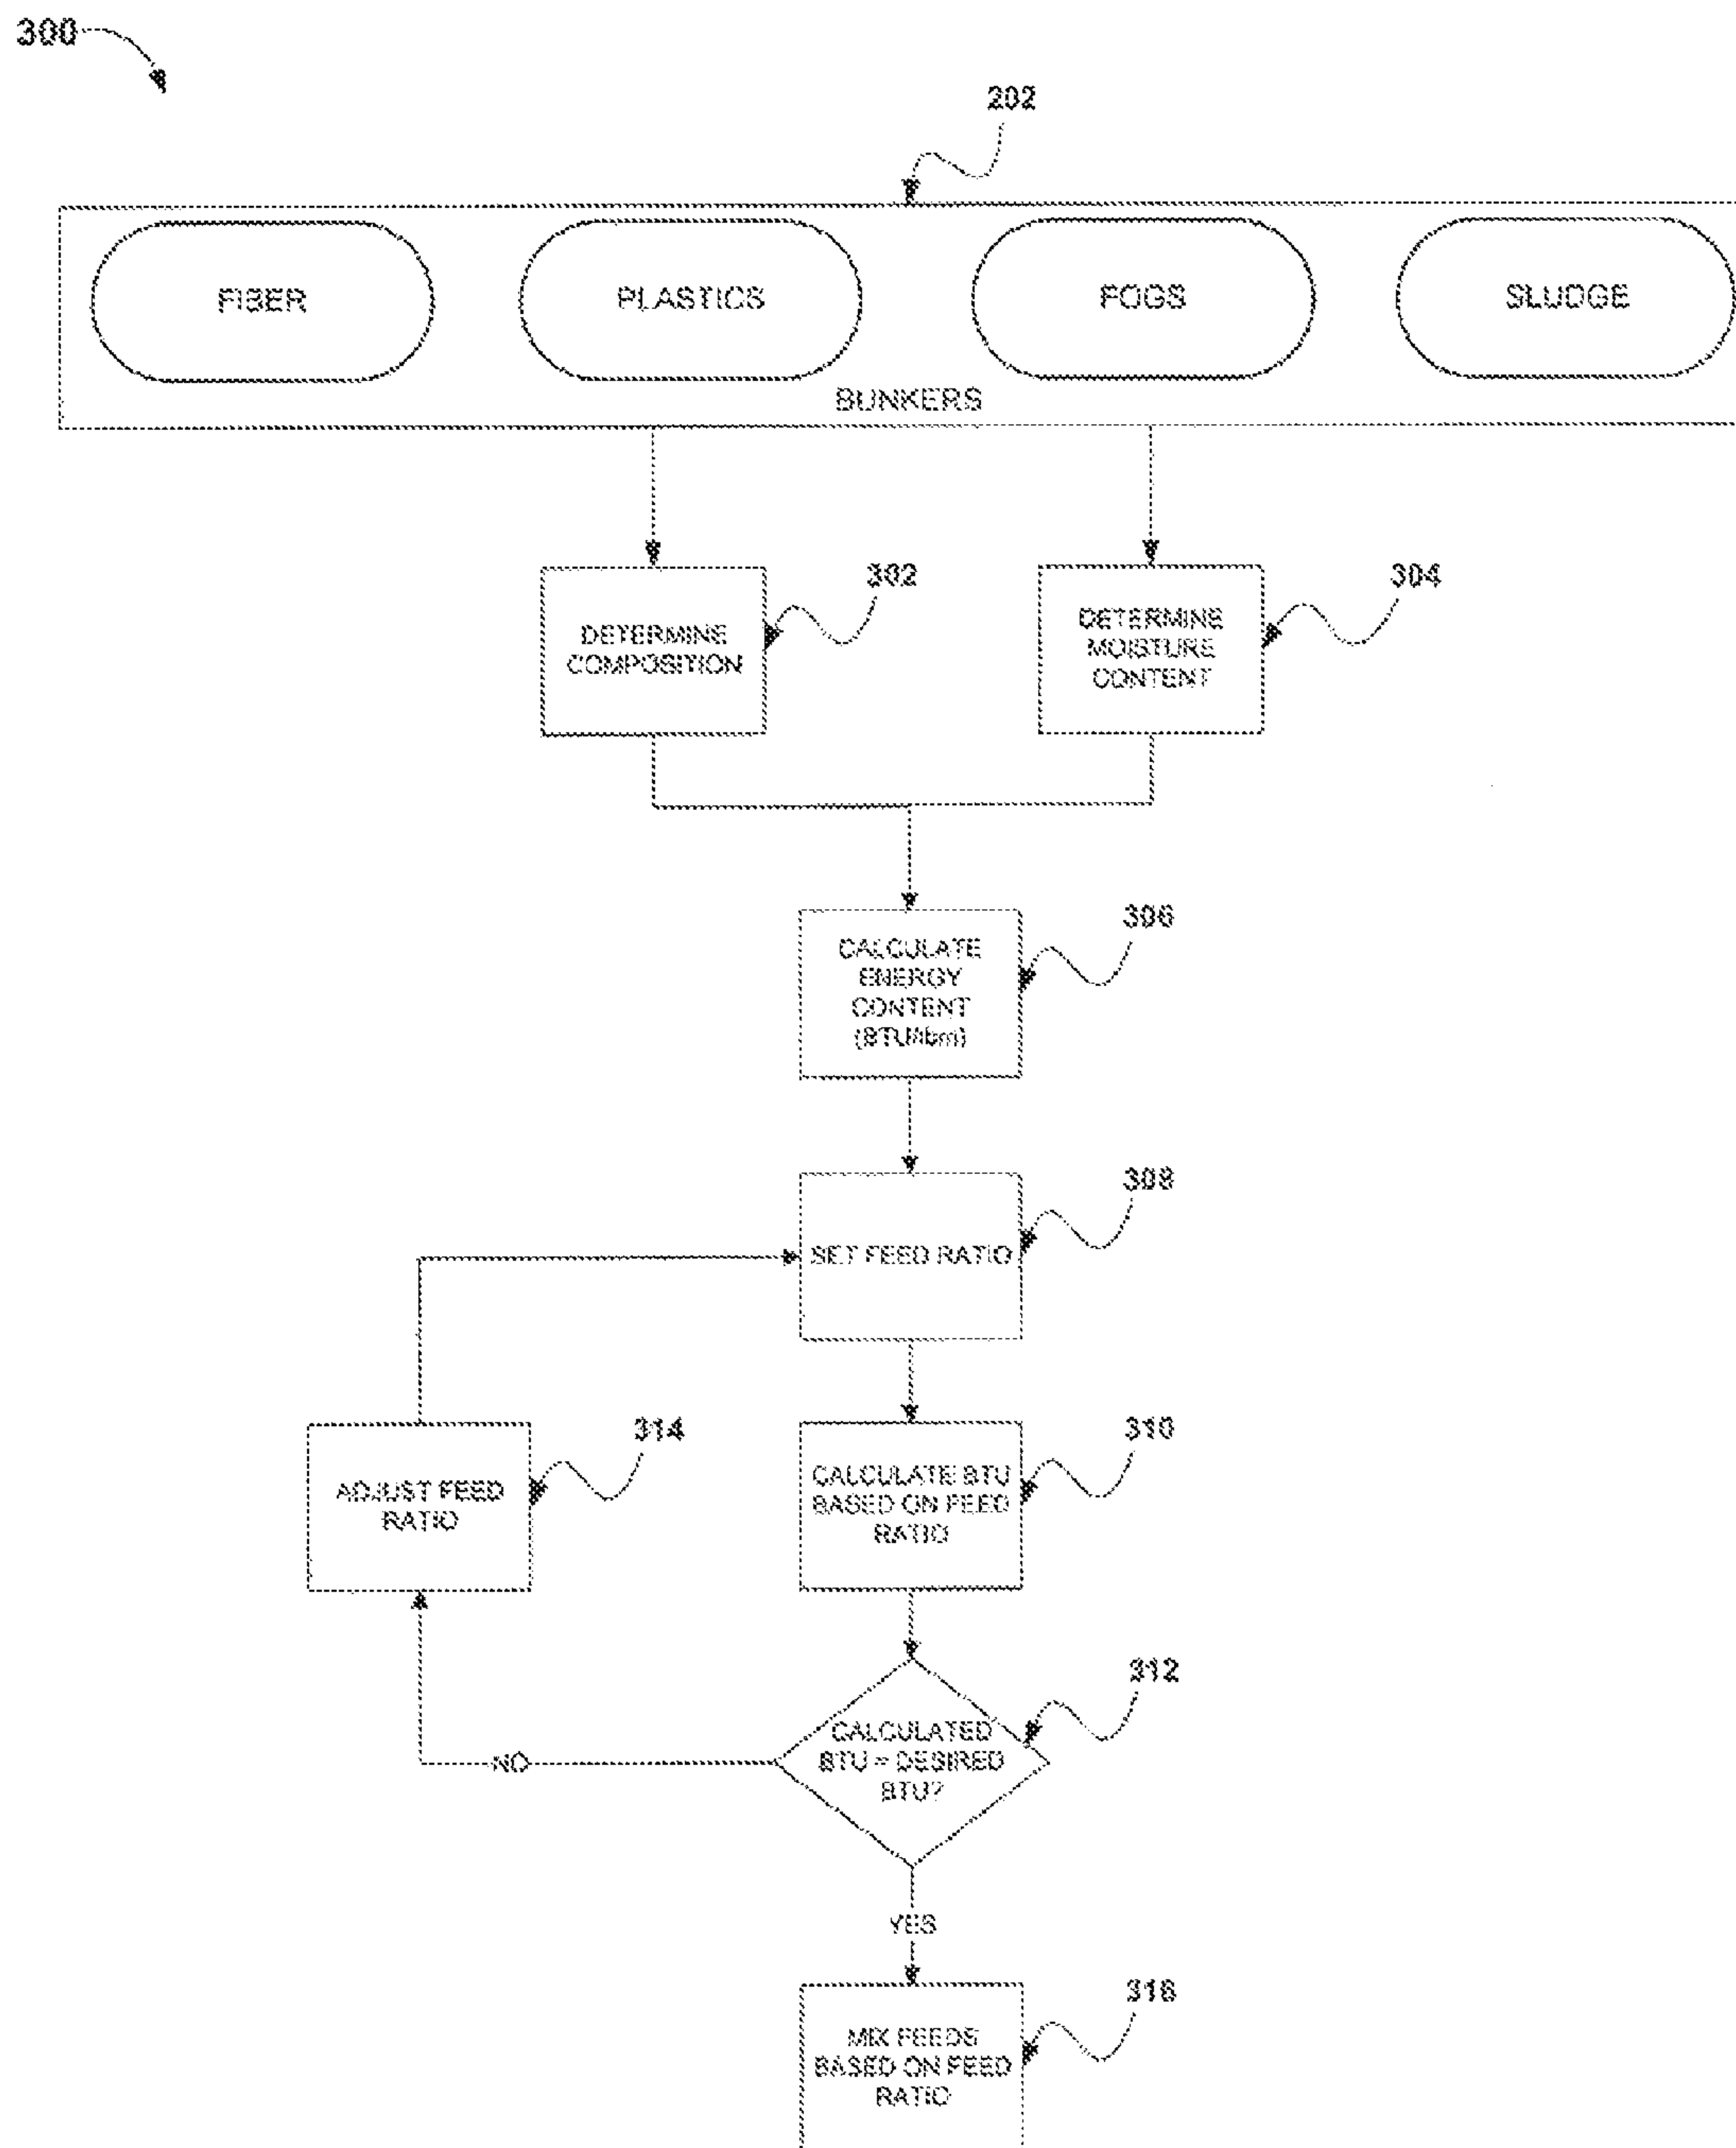 300
202
FIBER
PLASTICS
FOGS
SLUDGE
BUNKERS
302
304
DETERMINE
COMPOSITION
DETERMINE
MOISTURE
CONTENT
306
CALCULATE
ENERGY
CONTENT
(BTU/lbm)
308
SET FEED RATIO
314
310
ADJUST FEED
RATIO
CALCULATE BTU
BASED ON FEED
RATIO
312
CALCULATED
BTU = DESIRED
BTU?
NO
YES
316
MIX FEEDS
BASED ON FEED
RATIO